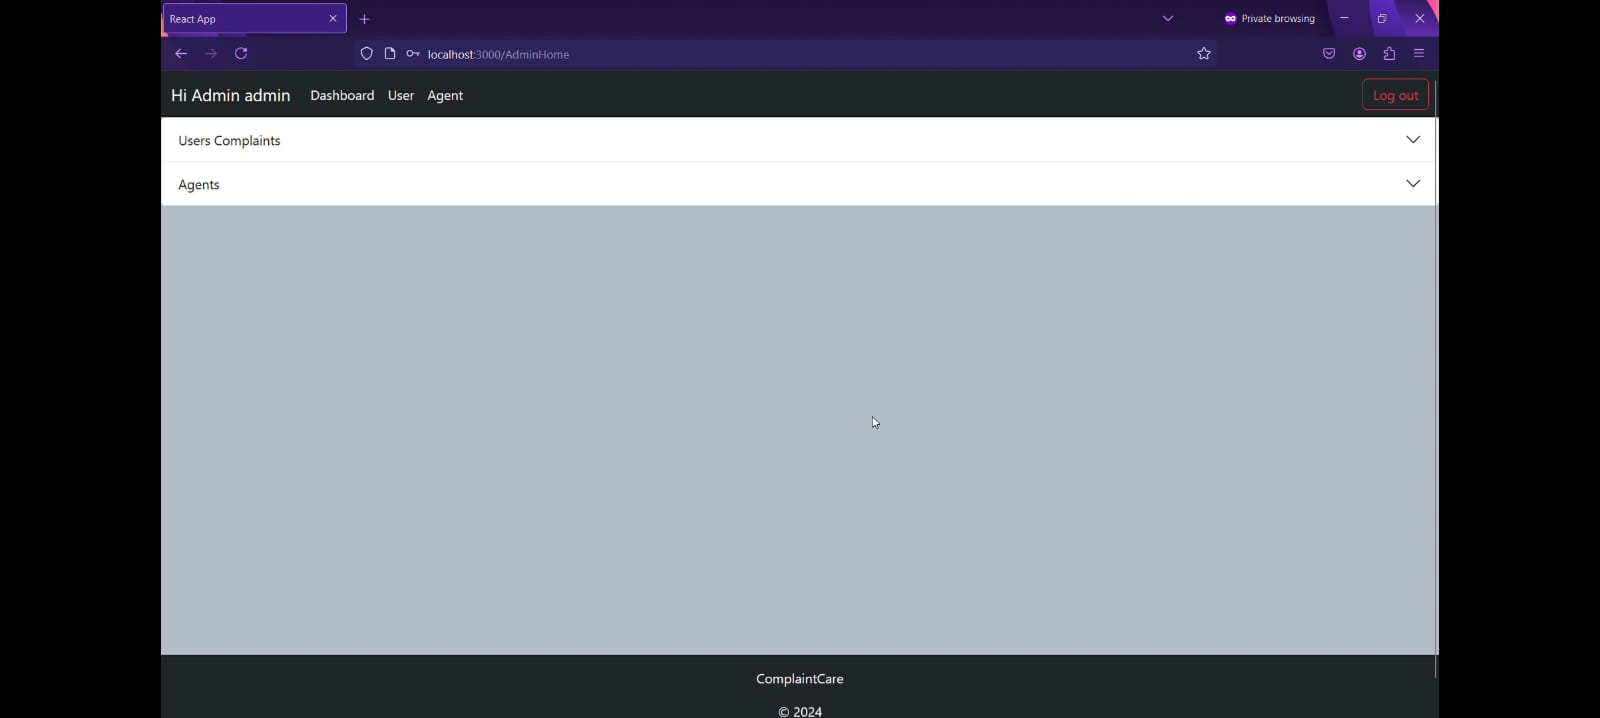 React App
Private browsing
localhost:3000/AdminHome
Hi Admin admin Dashboard User Agent Log out
Users Complaints
Agents
ComplaintCare
© 2024